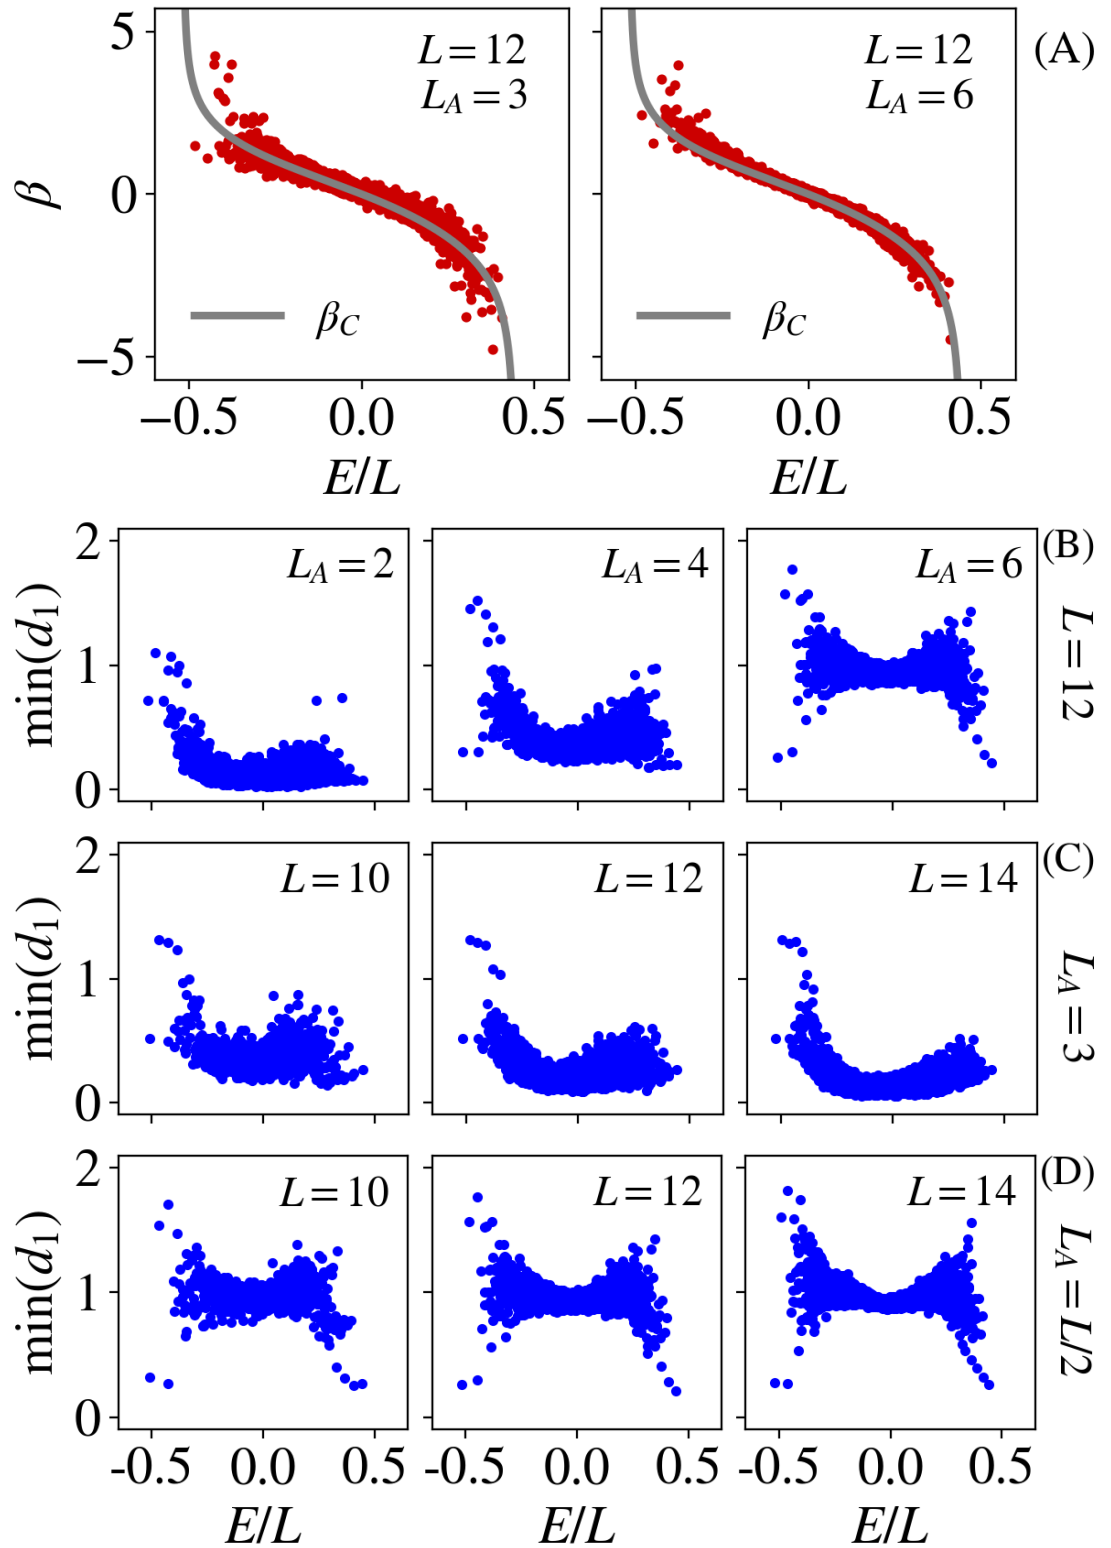 (A)
L = 12
L_A = 3
L = 12
L_A = 6
β
5
0
−5
β_C
β_C
−0.5 0.0 0.5
−0.5 0.0 0.5
E/L
E/L
(B)
L = 12
min(d_1)
2
1
0
L_A = 2
L_A = 4
L_A = 6
(C)
L_A = 3
min(d_1)
2
1
0
L = 10
L = 12
L = 14
(D)
L_A = L/2
min(d_1)
2
1
0
L = 10
L = 12
L = 14
-0.5 0.0 0.5
-0.5 0.0 0.5
-0.5 0.0 0.5
E/L
E/L
E/L